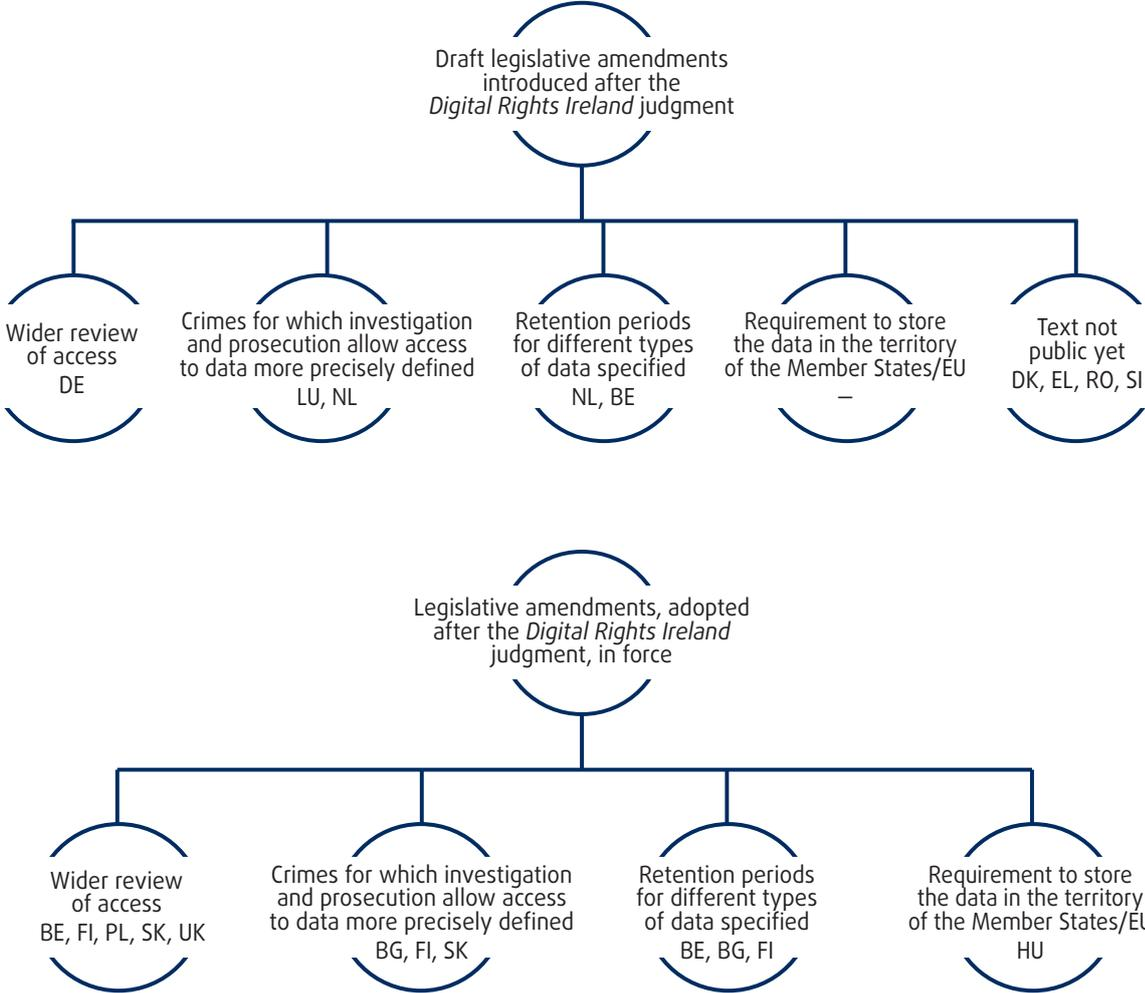 Draft legislative amendments
introduced after the
Digital Rights Ireland judgment
Wider review
of access
DE
Crimes for which investigation
and prosecution allow access
to data more precisely defined
LU, NL
Retention periods
for different types
of data specified
NL, BE
Requirement to store
the data in the territory
of the Member States/EU
–
Text not
public yet
DK, EL, RO, SI
Legislative amendments, adopted
after the Digital Rights Ireland
judgment, in force
Wider review
of access
BE, FI, PL, SK, UK
Crimes for which investigation
and prosecution allow access
to data more precisely defined
BG, FI, SK
Retention periods
for different types
of data specified
BE, BG, FI
Requirement to store
the data in the territory
of the Member States/EU
HU